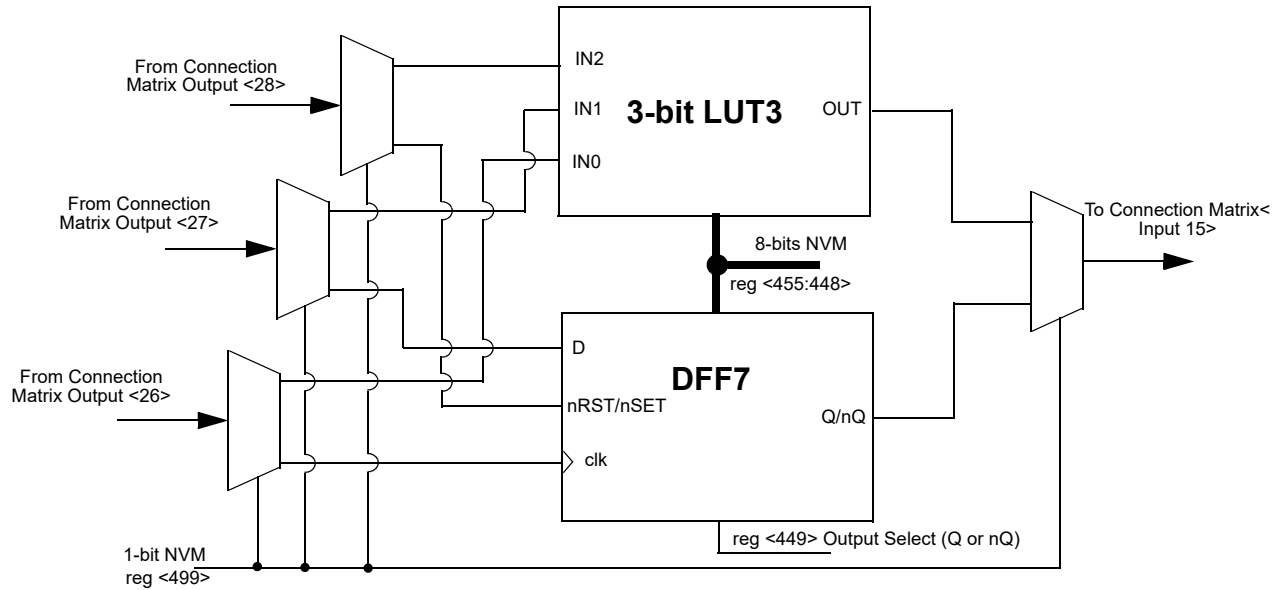 From Connection
Matrix Output <28>
IN2
IN1
IN0
3-bit LUT3
OUT
From Connection
Matrix Output <27>
To Connection Matrix<
Input 15>
8-bits NVM
reg <455:448>
From Connection
Matrix Output <26>
D
DFF7
nRST/nSET
Q/nQ
clk
reg <449> Output Select (Q or nQ)
1-bit NVM
reg <499>